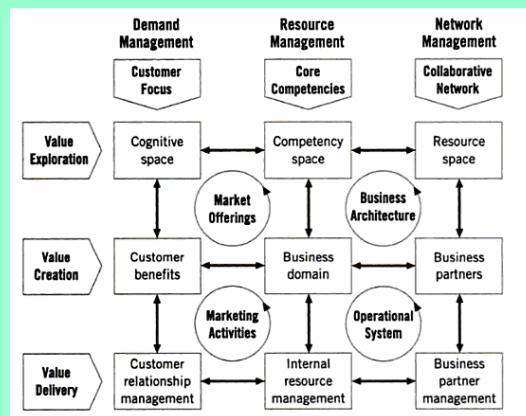 Demand
Management
Resource
Management
Network
Management
Customer
Focus
Core
Competencies
Collaborative
Network
Value
Exploration
Cognitive
space
Competency
space
Resource
space
Market
Offerings
Business
Architecture
Value
Creation
Customer
benefits
Business
domain
Business
partners
Marketing
Activities
Operational
System
Value
Delivery
Customer
relationship
management
Internal
resource
management
Business
partner
management